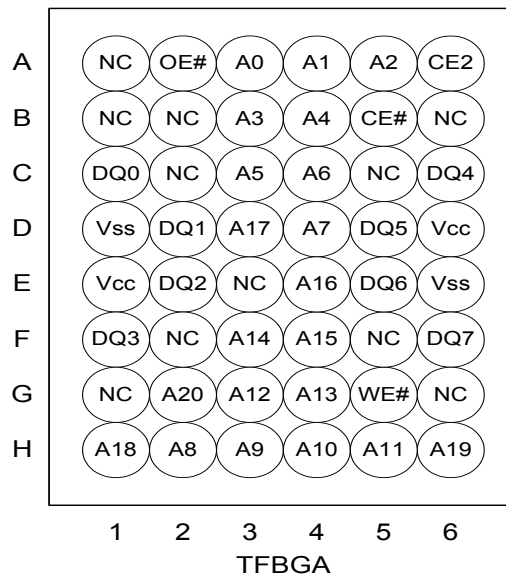 A NC OE# A0 A1 A2 CE2
B NC NC A3 A4 CE# NC
C DQ0 NC A5 A6 NC DQ4
D Vss DQ1 A17 A7 DQ5 Vcc
E Vcc DQ2 NC A16 DQ6 Vss
F DQ3 NC A14 A15 NC DQ7
G NC A20 A12 A13 WE# NC
H A18 A8 A9 A10 A11 A19
1 2 3 4 5 6
TFBGA